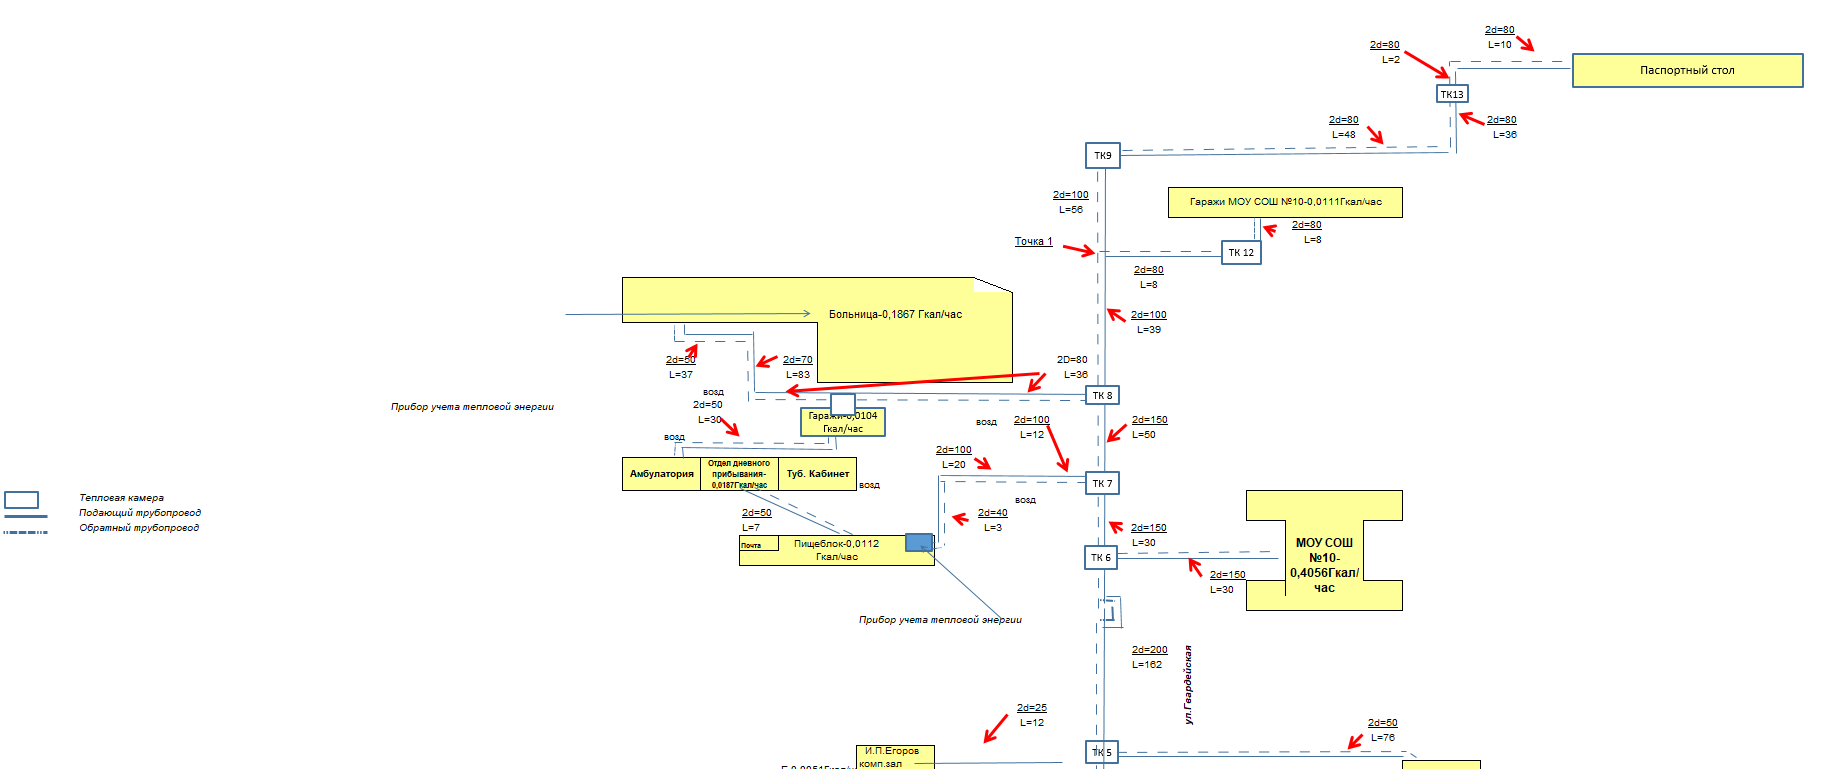 2d=80
L=10
2d=80
L=2
Паспортный стол
ТК13
2d=80
L=48
2d=80
L=36
ТК9
2d=100
L=56
Гаражи МОУ СОШ №10-0,0111Гкал/час
2d=80
L=8
Точка 1
ТК 12
2d=80
L=8
Больница-0,1867 Гкал/час
2d=100
L=39
2d=50
L=37
2d=70
L=83
2D=80
L=36
возд
ТК 8
Прибор учета тепловой энергии
2d=50
L=30
Гаражи-0,0104
Гкал/час
возд
2d=100
L=12
2d=150
L=50
возд
2d=100
L=20
Амбулатория
Отдел дневного
прибывания-
0,0187Гкал/час
Туб. Кабинет
возд
ТК 7
Тепловая камера
Подающий трубопровод
Обратный трубопровод
возд
2d=50
L=7
2d=40
L=3
2d=150
L=30
Почта
Пищеблок-0,0112
Гкал/час
ТК 6
МОУ СОШ
№10-
0,4056Гкал/
час
2d=150
L=30
Прибор учета тепловой энергии
2d=200
L=162
ул.Гвардейская
2d=25
L=12
2d=50
L=76
И.П.Егоров
комп.зал
ТК 5